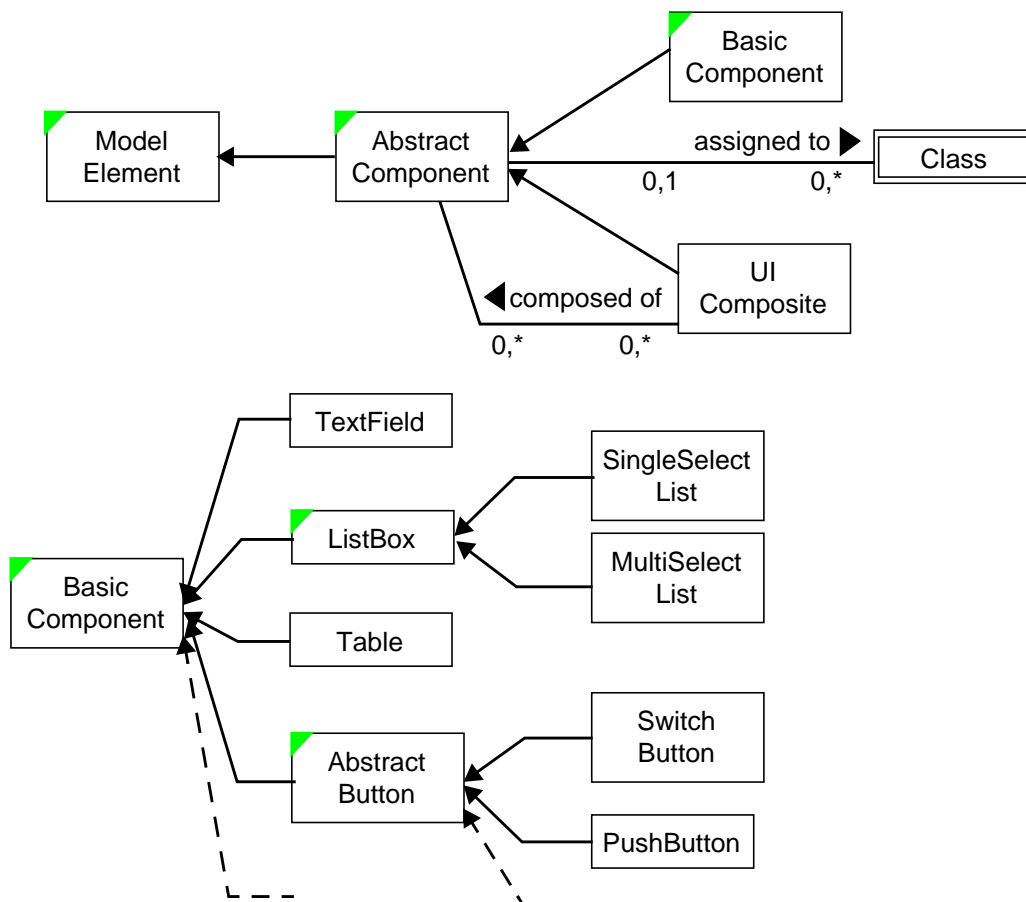 Basic
Component
Model
Element
Abstract
Component
assigned to
Class
0,1
0,*
UI
Composite
composed of
0,*
0,*
TextField
SingleSelect
List
ListBox
MultiSelect
List
Basic
Component
Table
Switch
Button
Abstract
Button
PushButton